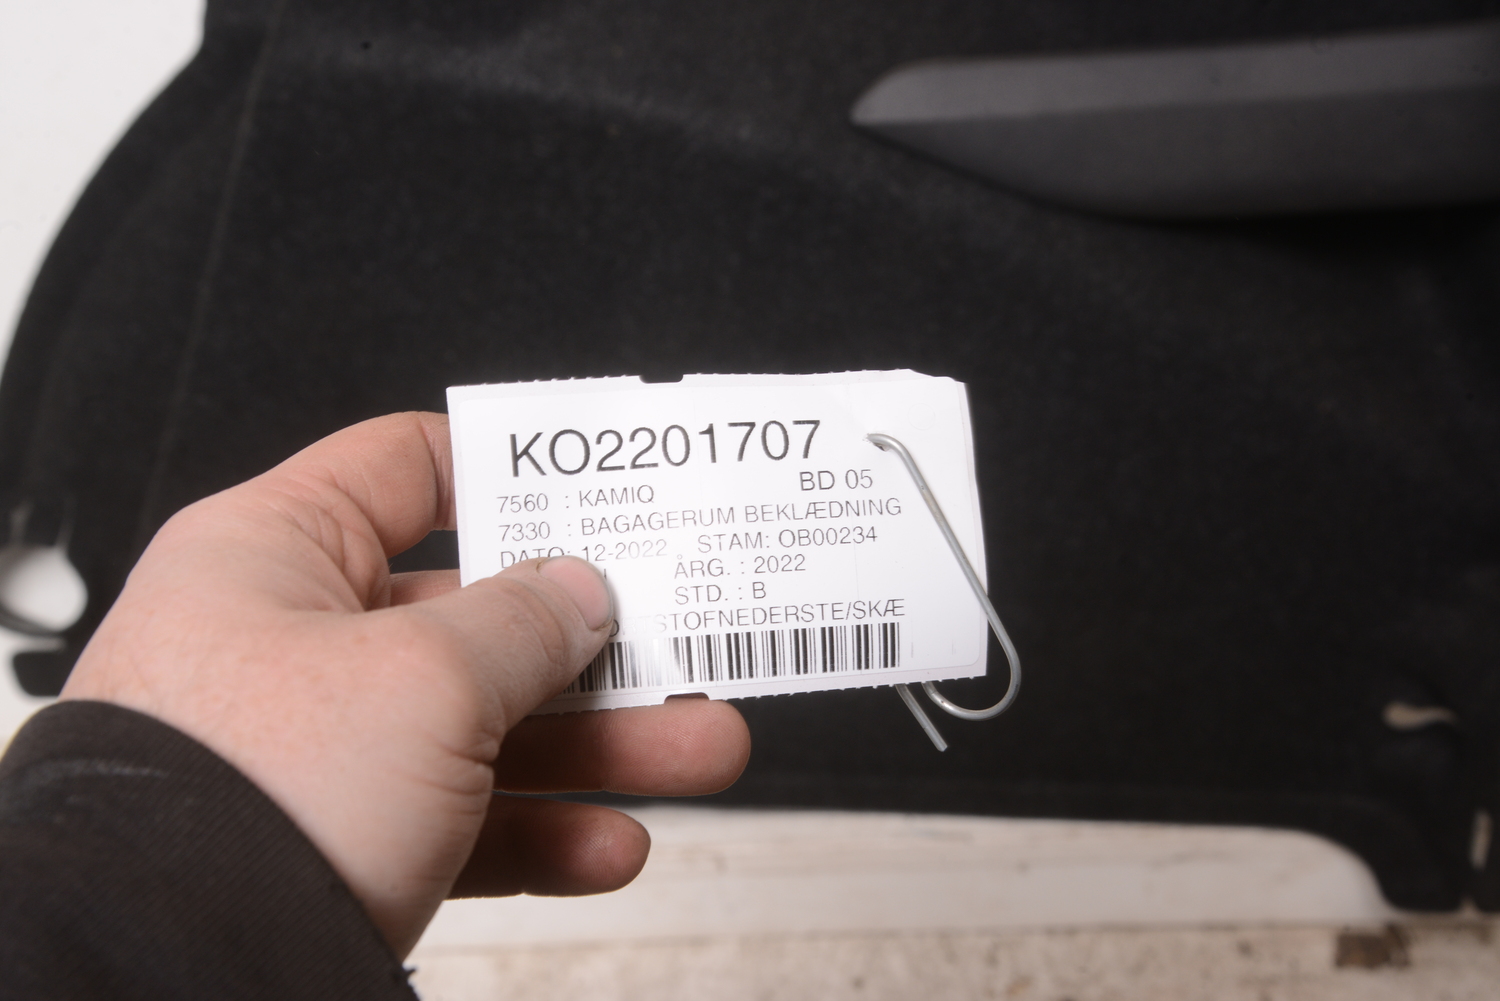 KO2201707
BD 05
7560 : KAMIQ
7330 : BAGAGERUM BEKLÆDNING
DATO: 12-2022 STAM: OB00234
ÅRG. : 2022
STD. : B
STOFNEDERSTE/SKÆ